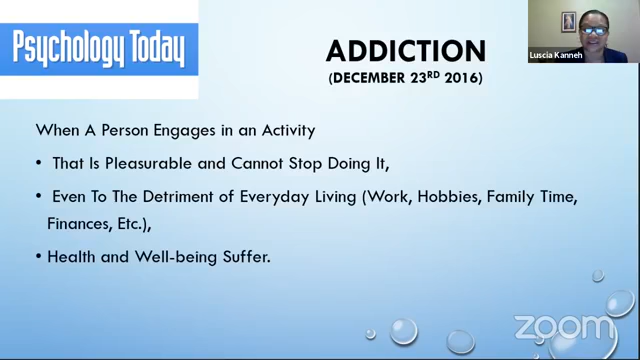 Psychology Today
ADDICTION
(DECEMBER 23RD 2016)
Luscia Kanneh
When A Person Engages in an Activity
• That Is Pleasurable and Cannot Stop Doing It,
• Even To The Detriment of Everyday Living (Work, Hobbies, Family Time,
Finances, Etc.),
• Health and Well-being Suffer.
zoom